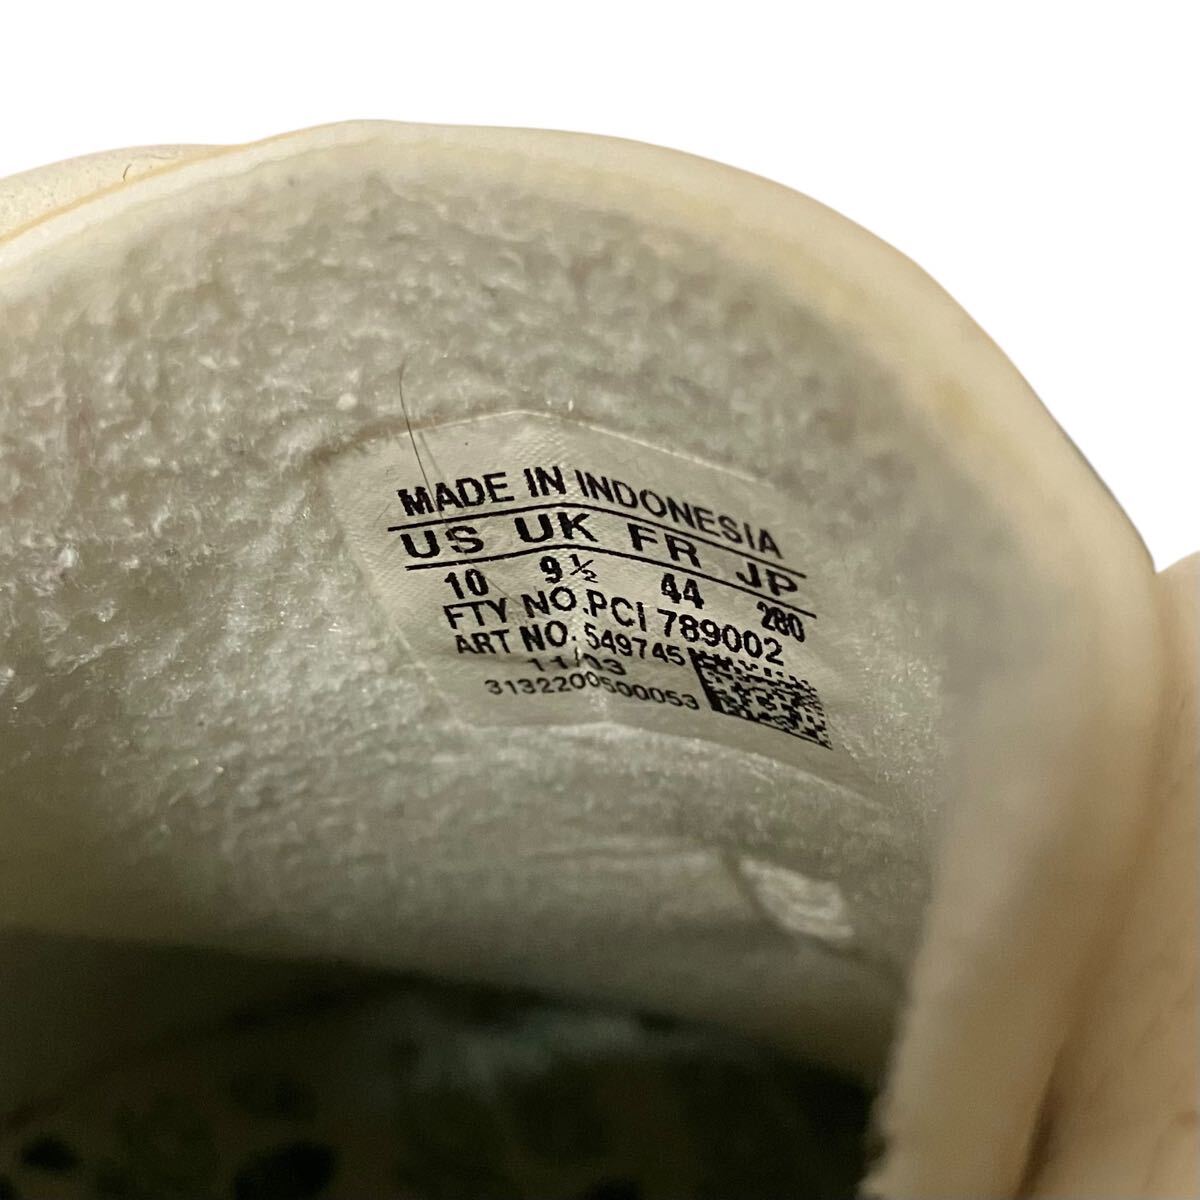 MADE IN INDONESIA
US UK FR JP
10 9½ 44 280
FTY NO.PCI 789002
ART NO. 549745
11/03
3132200500053